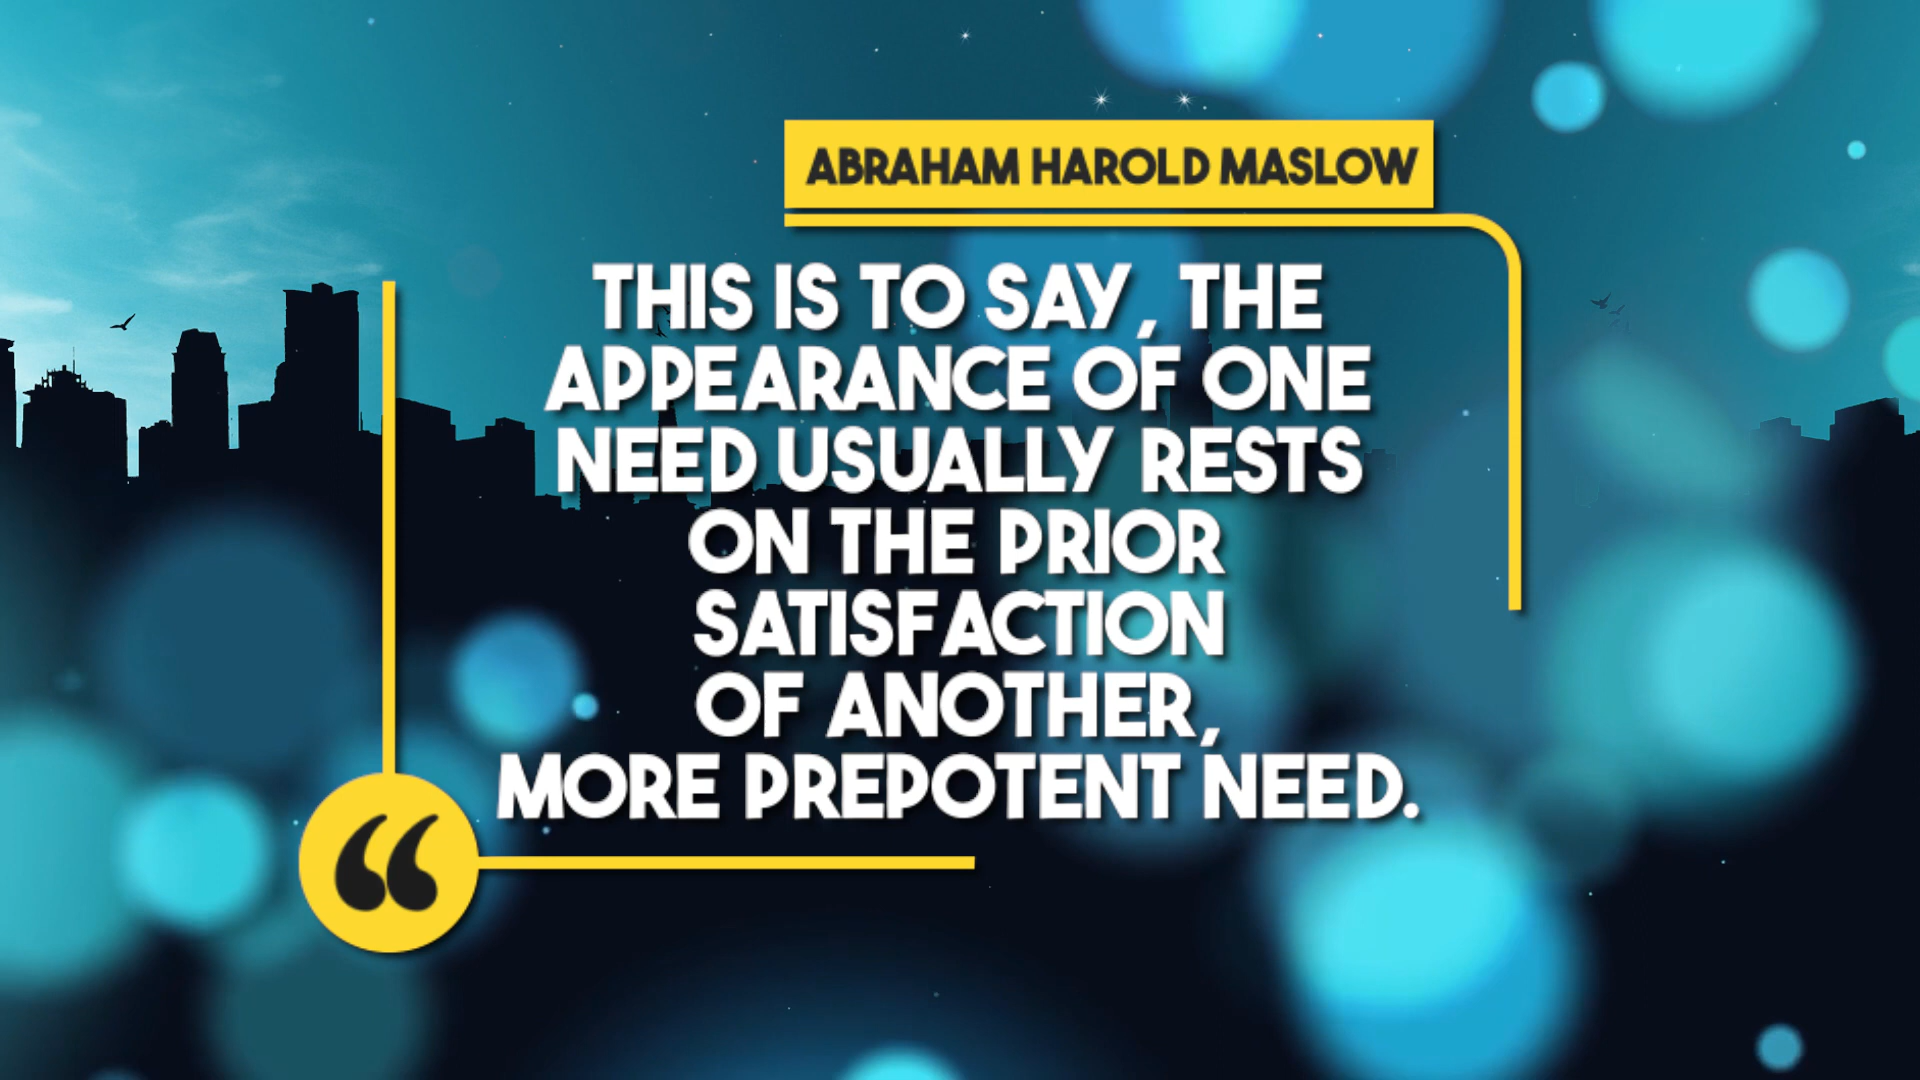 ABRAHAM HAROLD MASLOW
THIS IS TO SAY, THE
APPEARANCE OF ONE
NEED USUALLY RESTS
ON THE PRIOR
SATISFACTION
OF ANOTHER,
MORE PREPOTENT NEED.
“